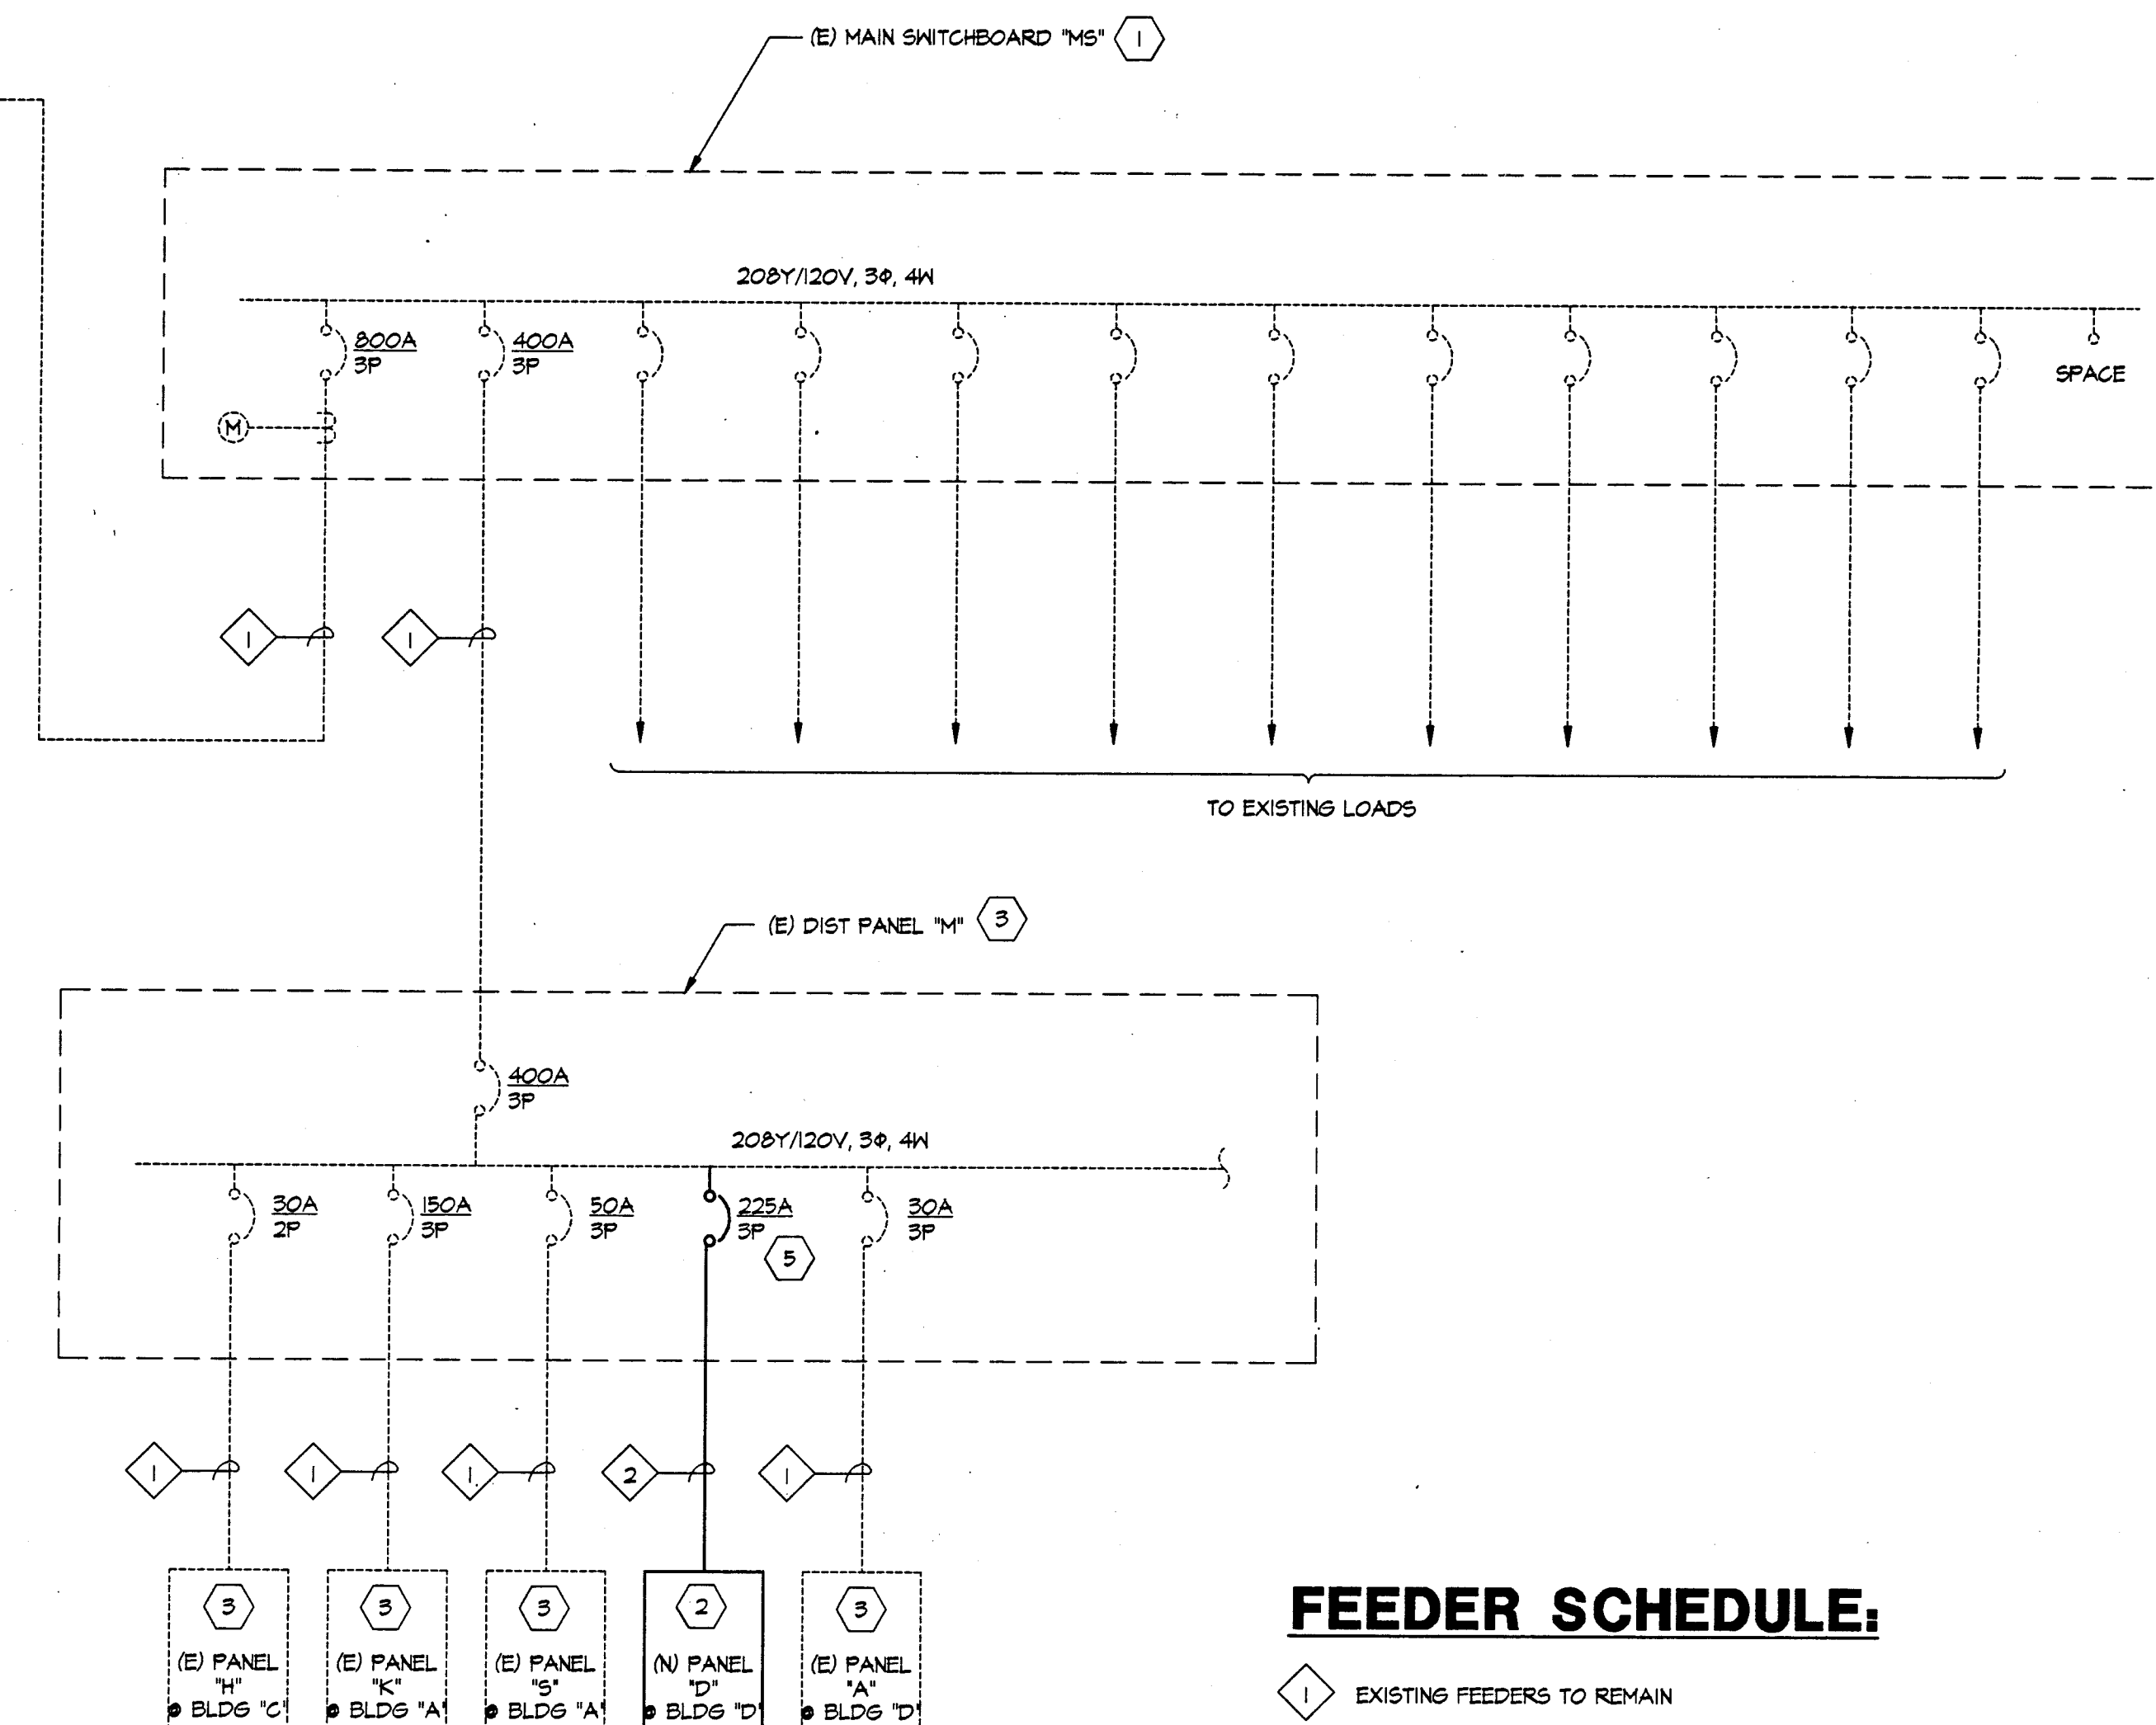 (E) MAIN SWITCHBOARD "MS" 1
208Y/120V, 3Φ, 4W
800A
3P
400A
3P
SPACE
M
1
1
TO EXISTING LOADS
(E) DIST PANEL "M" 3
400A
3P
208Y/120V, 3Φ, 4W
30A
2P
150A
3P
50A
3P
225A
3P
5
30A
3P
1
1
1
2
1
3
(E) PANEL
"H"
@ BLDG "C"
3
(E) PANEL
"K"
@ BLDG "A"
3
(E) PANEL
"S"
@ BLDG "A"
2
(N) PANEL
"D"
@ BLDG "D"
3
(E) PANEL
"A"
@ BLDG "D"
FEEDER SCHEDULE:
1 EXISTING FEEDERS TO REMAIN